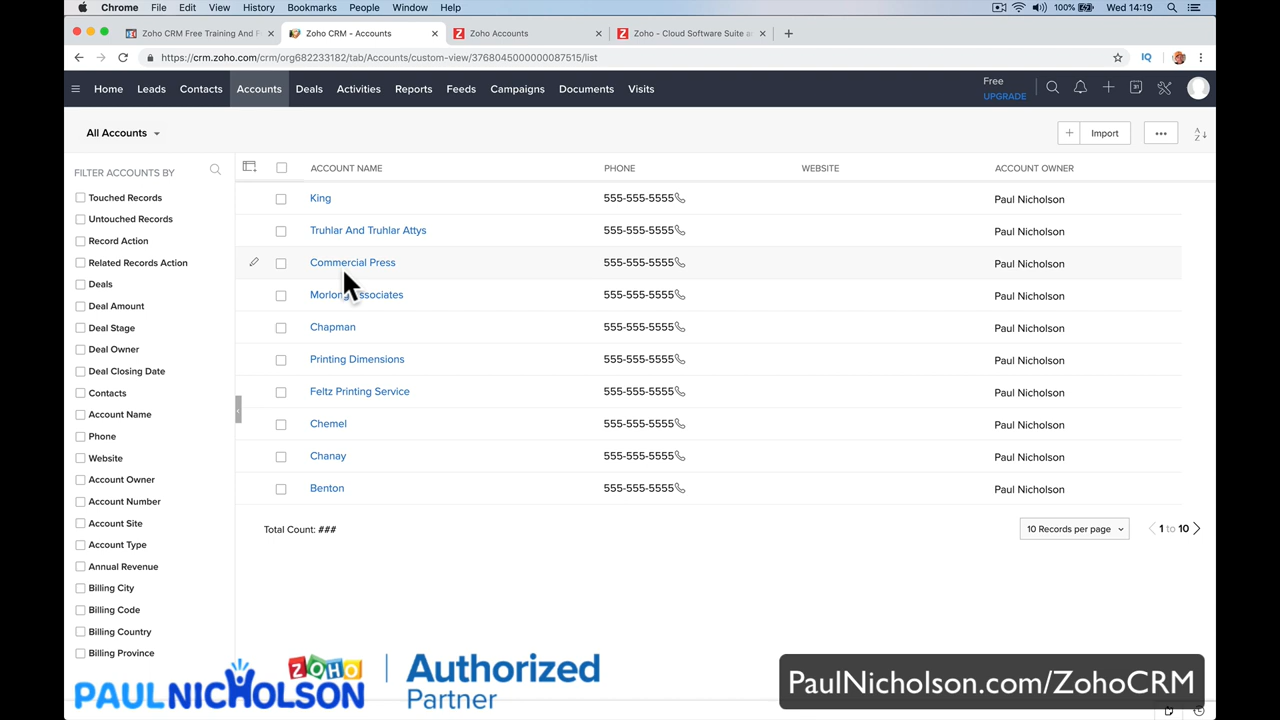 Chrome File Edit View History Bookmarks People Window Help 100% Wed 14:19
Zoho CRM Free Training And F
Zoho CRM - Accounts
Zoho Accounts
Zoho - Cloud Software Suite a
https://crm.zoho.com/crm/org682233182/tab/Accounts/custom-view/3768045000000087515/list
IQ
Home Leads Contacts Accounts Deals Activities Reports Feeds Campaigns Documents Visits
Free
UPGRADE
31
All Accounts
Import
FILTER ACCOUNTS BY
Touched Records
Untouched Records
Record Action
Related Records Action
Deals
Deal Amount
Deal Stage
Deal Owner
Deal Closing Date
Contacts
Account Name
Phone
Website
Account Owner
Account Number
Account Site
Account Type
Annual Revenue
Billing City
Billing Code
Billing Country
Billing Province
ACCOUNT NAME PHONE WEBSITE ACCOUNT OWNER
King 555-555-5555 Paul Nicholson
Truhlar And Truhlar Attys 555-555-5555 Paul Nicholson
Commercial Press 555-555-5555 Paul Nicholson
555-555-5555 Paul Nicholson
Chapman 555-555-5555 Paul Nicholson
Printing Dimensions 555-555-5555 Paul Nicholson
Feltz Printing Service 555-555-5555 Paul Nicholson
Chemel 555-555-5555 Paul Nicholson
Chanay 555-555-5555 Paul Nicholson
Benton 555-555-5555 Paul Nicholson
Total Count: ###
10 Records per page
1 to 10
PAULNICHOLSON
ZOHO
Authorized
Partner
PaulNicholson.com/ZohoCRM